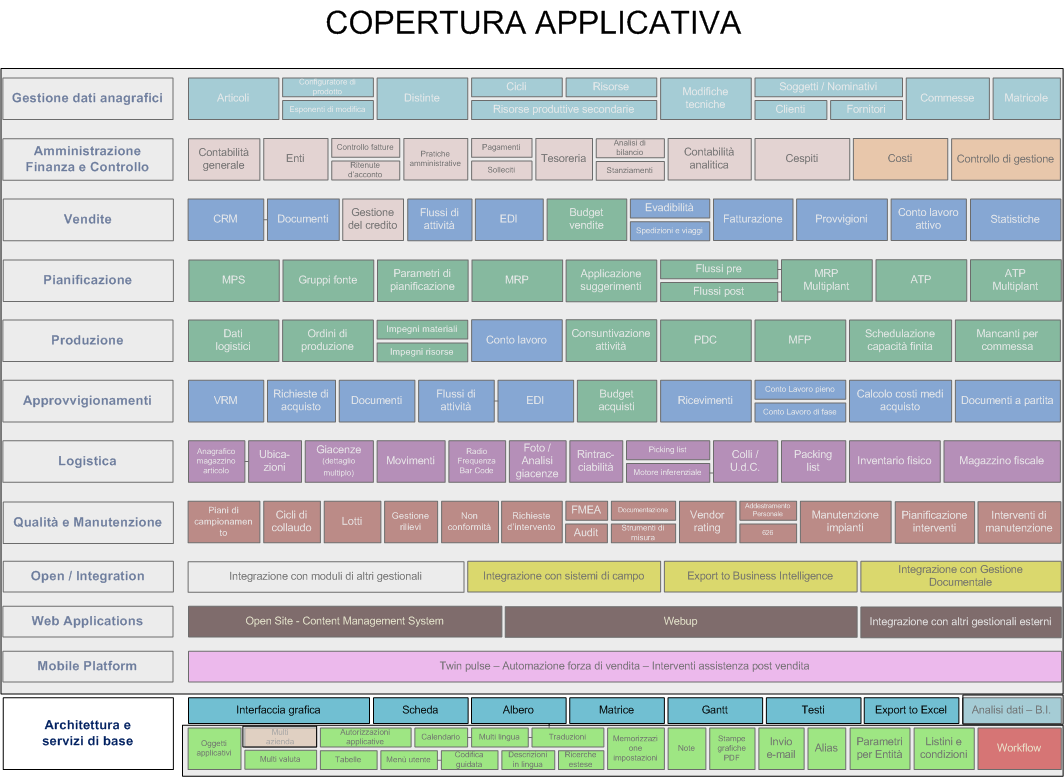 COPERTURA APPLICATIVA
Gestione dati anagrafici
Articoli
Configuratore di
prodotto
Esponenti di modifica
Distinte
Cicli
Risorse
Risorse produttive secondarie
Modifiche
tecniche
Soggetti / Nominativi
Clienti
Fornitori
Commesse
Matricole
Amministrazione
Finanza e Controllo
Contabilità
generale
Enti
Controllo fatture
Ritenute
d'acconto
Pratiche
amministrative
Pagamenti
Solleciti
Tesoreria
Analisi di
bilancio
Stanziamenti
Contabilità
analitica
Cespiti
Costi
Controllo di gestione
Vendite
CRM
Documenti
Gestione
del credito
Flussi di
attività
EDI
Budget
vendite
Evadibilità
Spedizioni e viaggi
Fatturazione
Provvigioni
Conto lavoro
attivo
Statistiche
Pianificazione
MPS
Gruppi fonte
Parametri di
pianificazione
MRP
Applicazione
suggerimenti
Flussi pre
Flussi post
MRP
Multiplant
ATP
ATP
Multiplant
Produzione
Dati
logistici
Ordini di
produzione
Impegni materiali
Impegni risorse
Conto lavoro
Consuntivazione
attività
PDC
MFP
Schedulazione
capacità finita
Mancanti per
commessa
Approvvigionamenti
VRM
Richieste di
acquisto
Documenti
Flussi di
attività
EDI
Budget
acquisti
Ricevimenti
Conto Lavoro pieno
Conto Lavoro di fase
Calcolo costi medi
acquisto
Documenti a partita
Logistica
Anagrafico
magazzino
articolo
Ubica-
zioni
Giacenze
(dettaglio
multiplo)
Movimenti
Radio
Frequenza
Bar Code
Foto /
Analisi
giacenze
Rintrac-
ciabilità
Picking list
Motore inferenziale
Colli /
U.d.C.
Packing
list
Inventario fisico
Magazzino fiscale
Qualità e Manutenzione
Piani di
campionamen
to
Cicli di
collaudo
Lotti
Gestione
rilievi
Non
conformità
Richieste
d'intervento
FMEA
Audit
Documentazione
Strumenti di
misura
Vendor
rating
Addestramento
Personale
626
Manutenzione
impianti
Pianificazione
interventi
Interventi di
manutenzione
Open / Integration
Integrazione con moduli di altri gestionali
Integrazione con sistemi di campo
Export to Business Intelligence
Integrazione con Gestione
Documentale
Web Applications
Open Site - Content Management System
Webup
Integrazione con altri gestionali esterni
Mobile Platform
Twin pulse – Automazione forza di vendita – Interventi assistenza post vendita
Architettura e
servizi di base
Interfaccia grafica
Scheda
Albero
Matrice
Gantt
Testi
Export to Excel
Analisi dati – B.I.
Oggetti
applicativi
Multi
azienda
Multi valuta
Autorizzazioni
applicative
Tabelle
Calendario
Menù utente
Multi lingua
Codifica
guidata
Traduzioni
Descrizioni
in lingua
Ricerche
estese
Memorizzazi
one
impostazioni
Note
Stampe
grafiche
PDF
Invio
e-mail
Alias
Parametri
per Entità
Listini e
condizioni
Workflow